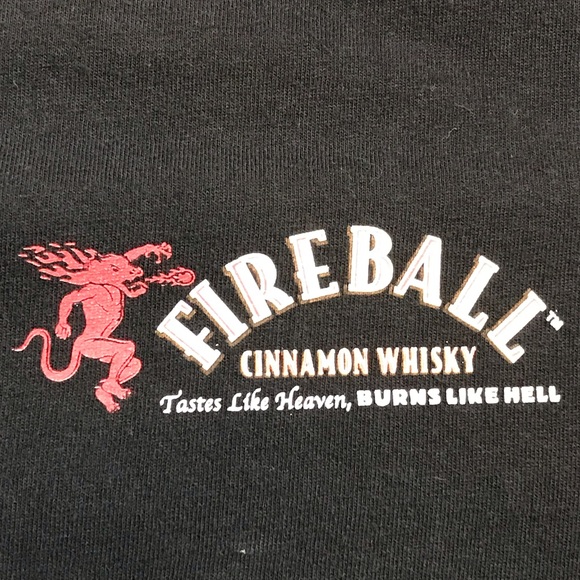 FIREBALL™
CINNAMON WHISKY
Tastes Like Heaven, BURNS LIKE HELL